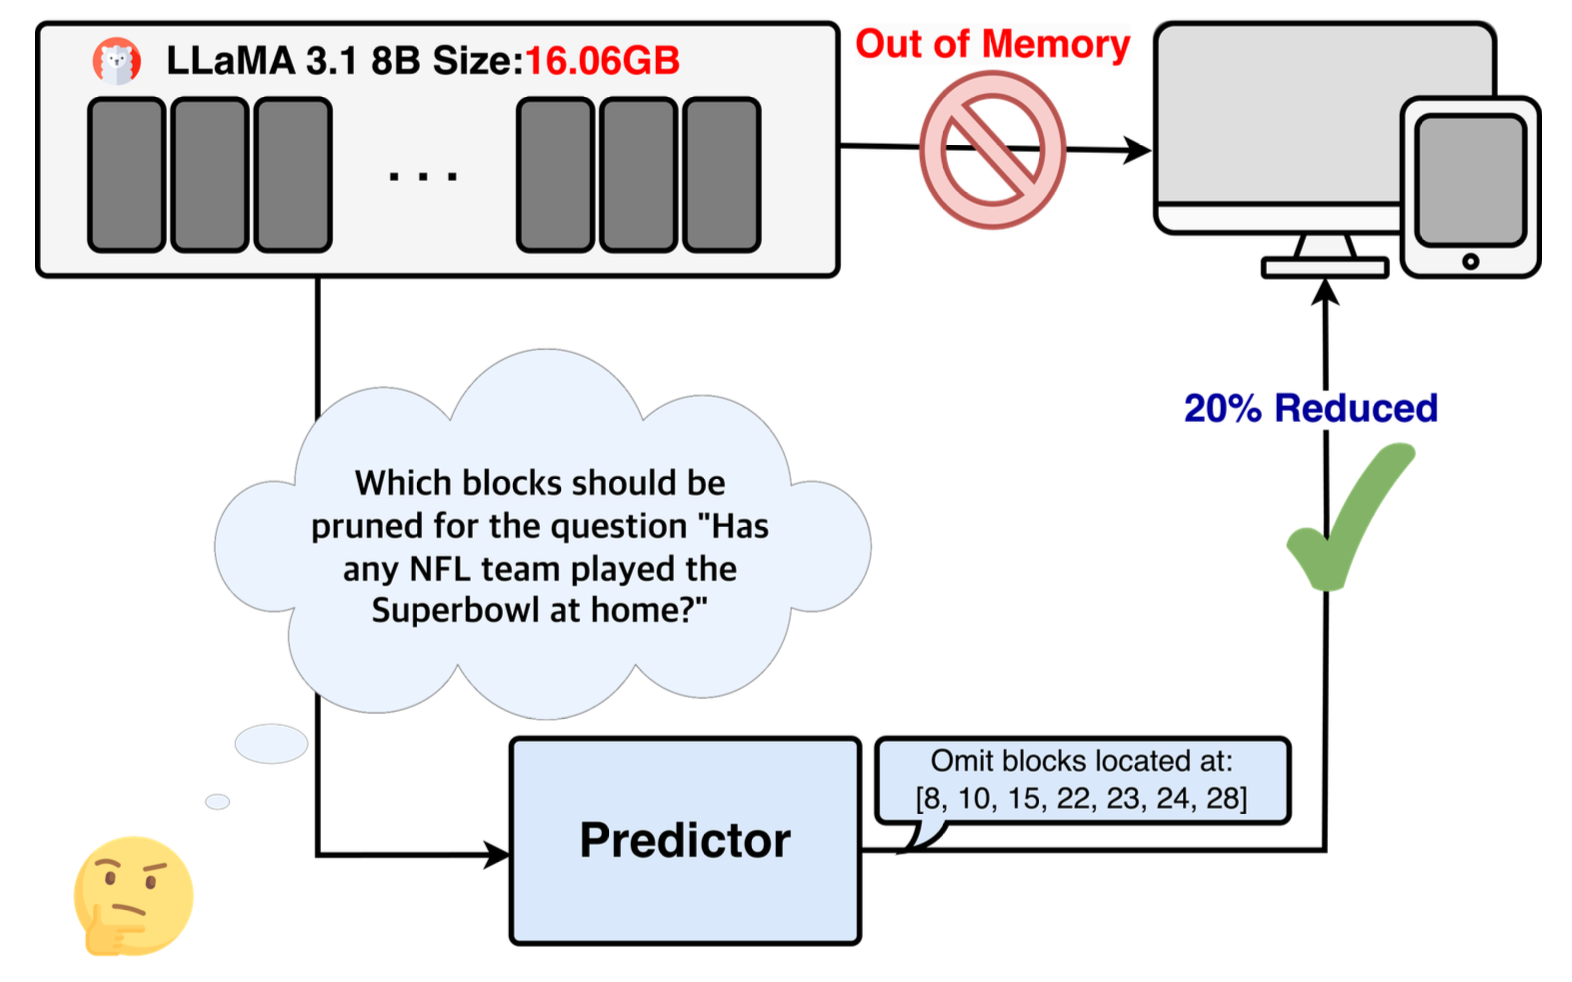 LLaMA 3.1 8B Size:16.06GB
Out of Memory
. . .
20% Reduced
Which blocks should be
pruned for the question "Has
any NFL team played the
Superbowl at home?"
Omit blocks located at:
[8, 10, 15, 22, 23, 24, 28]
Predictor